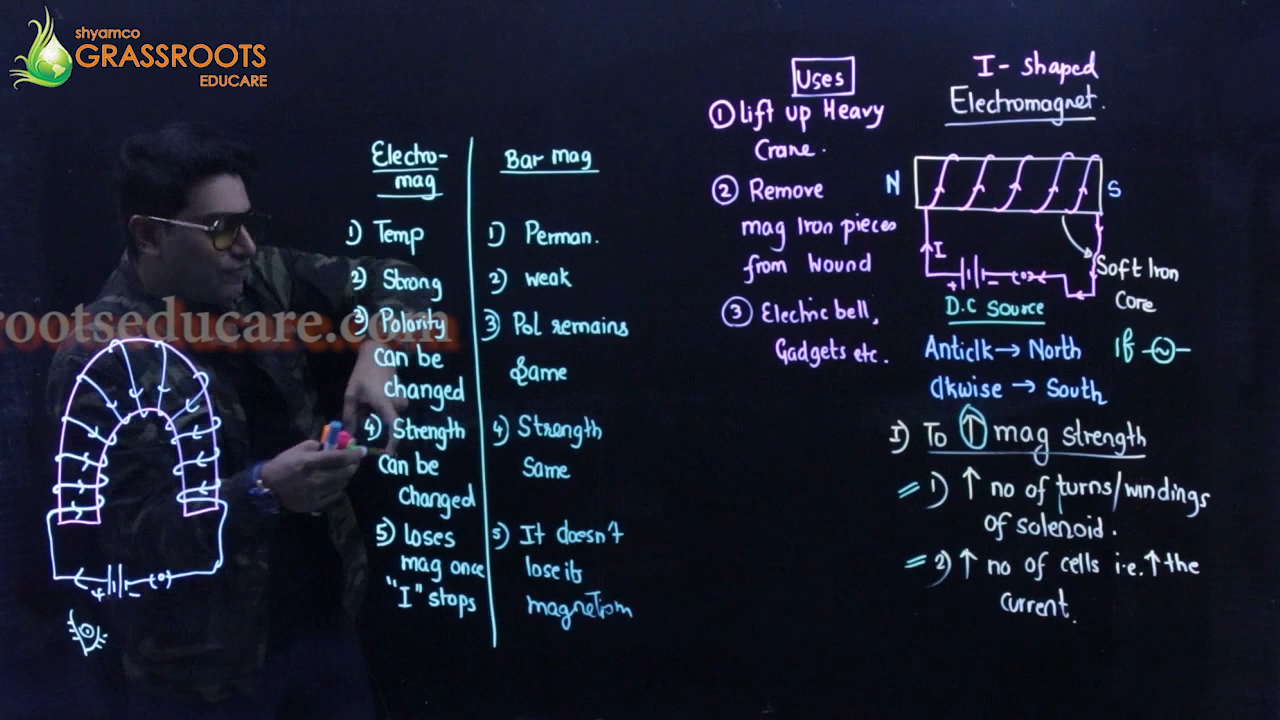 shyamco
GRASSROOTS
EDUCARE
rootseducare.com
Electro-
mag
1) Temp
2) Strong
3) Polarity
can be
changed
4) Strength
can be
Changed
5) Loses
mag once
"I" stops
Bar mag
1) Perman.
2) weak
3) Pol remains
Same
4) Strength
Same
5) It doesn't
lose its
magnetism
Uses
1 Lift up Heavy
Crane.
2 Remove
mag Iron pieces
from wound
3 Electric bell,
Gadgets etc.
I - shaped
Electromagnet.
N S
I
+ -
Soft Iron
Core
D.C Source
Anticlk → North
Clkwise → South
If
I) To ↑ mag strength
1) ↑ no of turns/windings
of solenoid.
2) ↑ no of cells i.e. ↑ the
current.
+ -